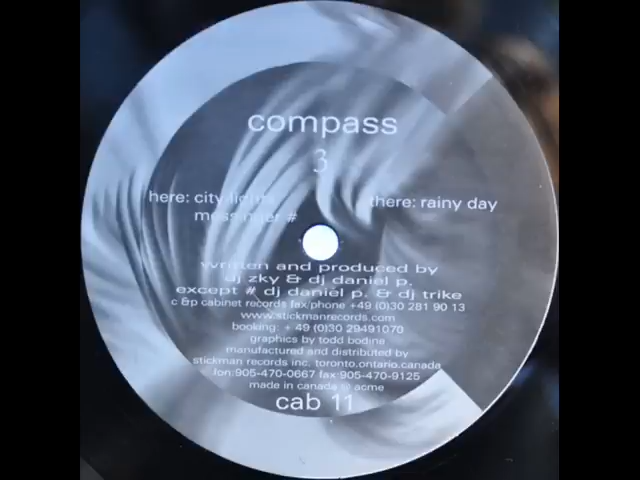 compass
3
here: city lights there: rainy day
messenger #
written and produced by
dj zky & dj daniel p.
except # dj daniel p. & dj trike
c &p cabinet records fax/phone +49 (0)30 281 90 13
www.stickmanrecords.com
booking: + 49 (0)30 29491070
graphics by todd bodine
manufactured and distributed by
stickman records inc. toronto.ontario.canada
fon:905-470-0667 fax:905-470-9125
made in canada @ acme
cab 11